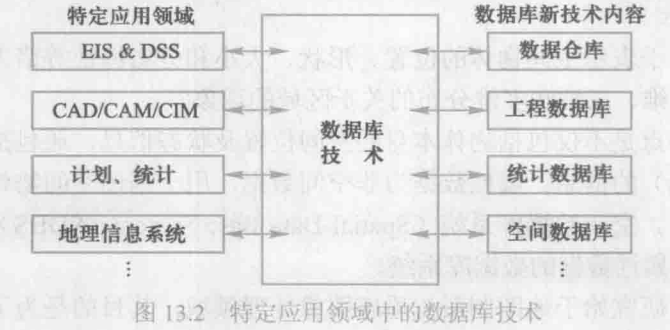 特定应用领域
数据库新技术内容
EIS & DSS
数据仓库
CAD/CAM/CIM
数据库
技 术
工程数据库
计划、统计
统计数据库
地理信息系统
空间数据库
⋮
⋮
图 13.2 特定应用领域中的数据库技术